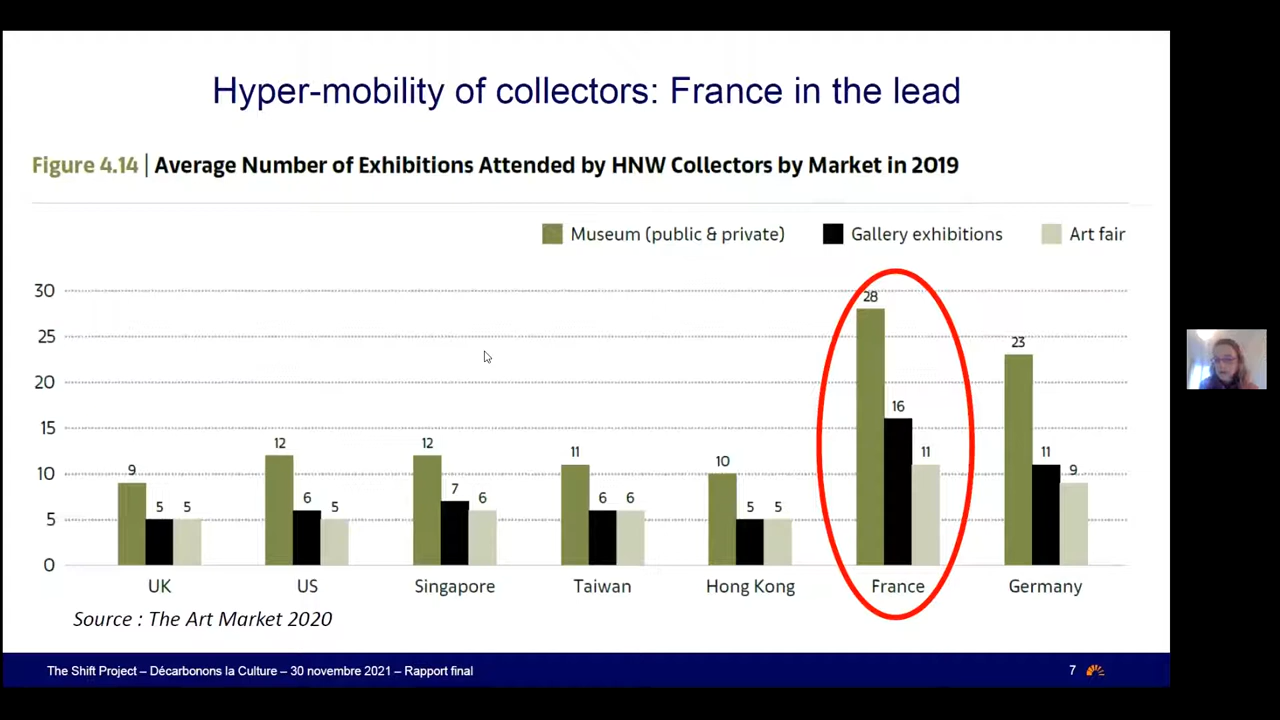 Hyper-mobility of collectors: France in the lead
Figure 4.14 | Average Number of Exhibitions Attended by HNW Collectors by Market in 2019
Museum (public & private) Gallery exhibitions Art fair
30
25
20
15
10
5
0
9 5 5
12 6 5
12 7 6
11 6 6
10 5 5
28 16 11
23 11 9
UK US Singapore Taiwan Hong Kong France Germany
Source : The Art Market 2020
The Shift Project – Décarbonons la Culture – 30 novembre 2021 – Rapport final 7